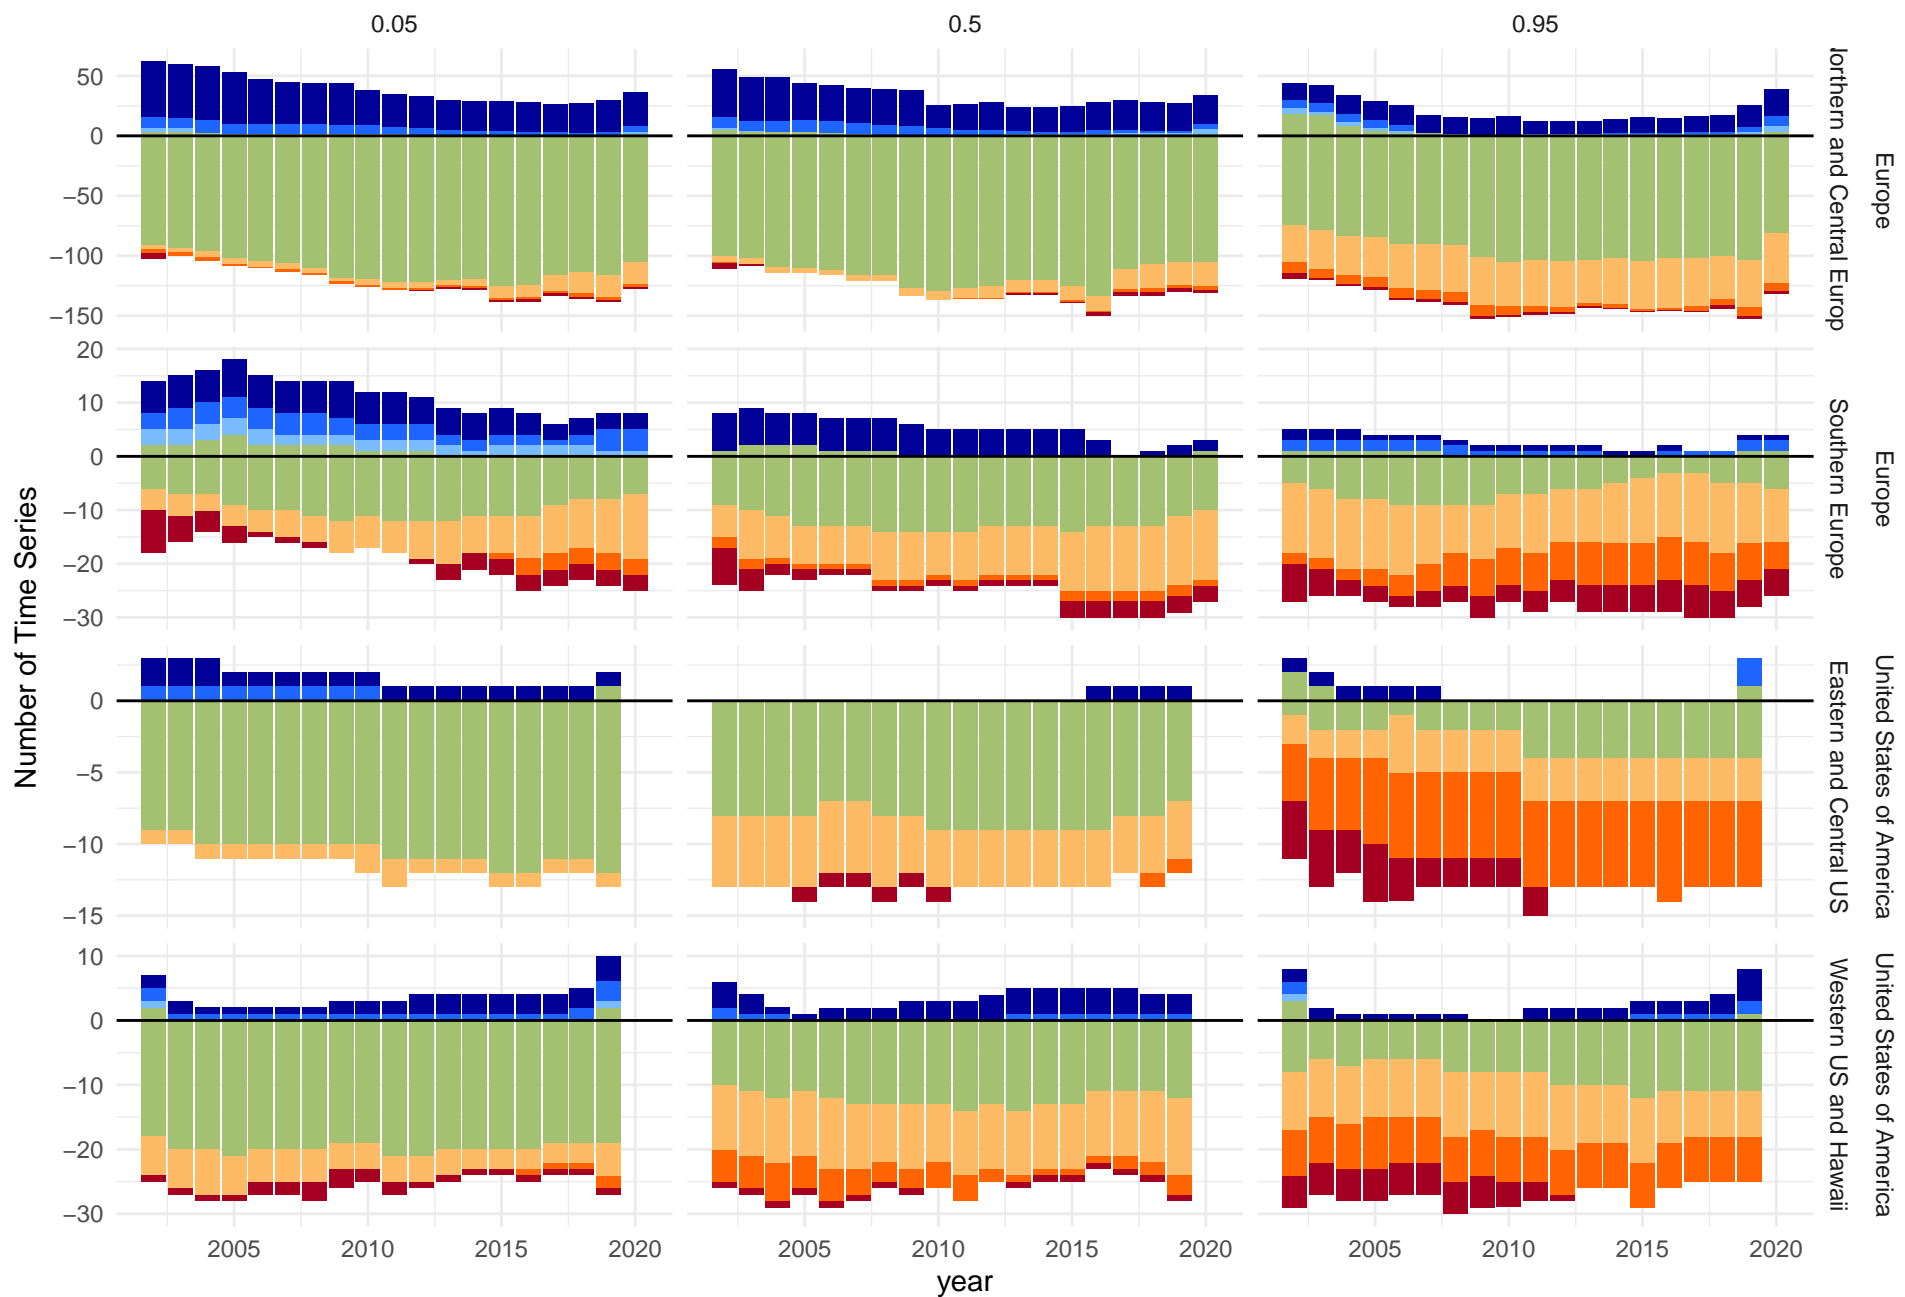 0.05 0.5 0.95
50
0
−50
−100
−150
orthern and Central Europ
Europe
20
10
0
−10
−20
−30
Southern Europe
Europe
0
−5
−10
−15
Eastern and Central US
United States of America
10
0
−10
−20
−30
Western US and Hawaii
United States of America
Number of Time Series
2005 2010 2015 2020 2005 2010 2015 2020 2005 2010 2015 2020
year